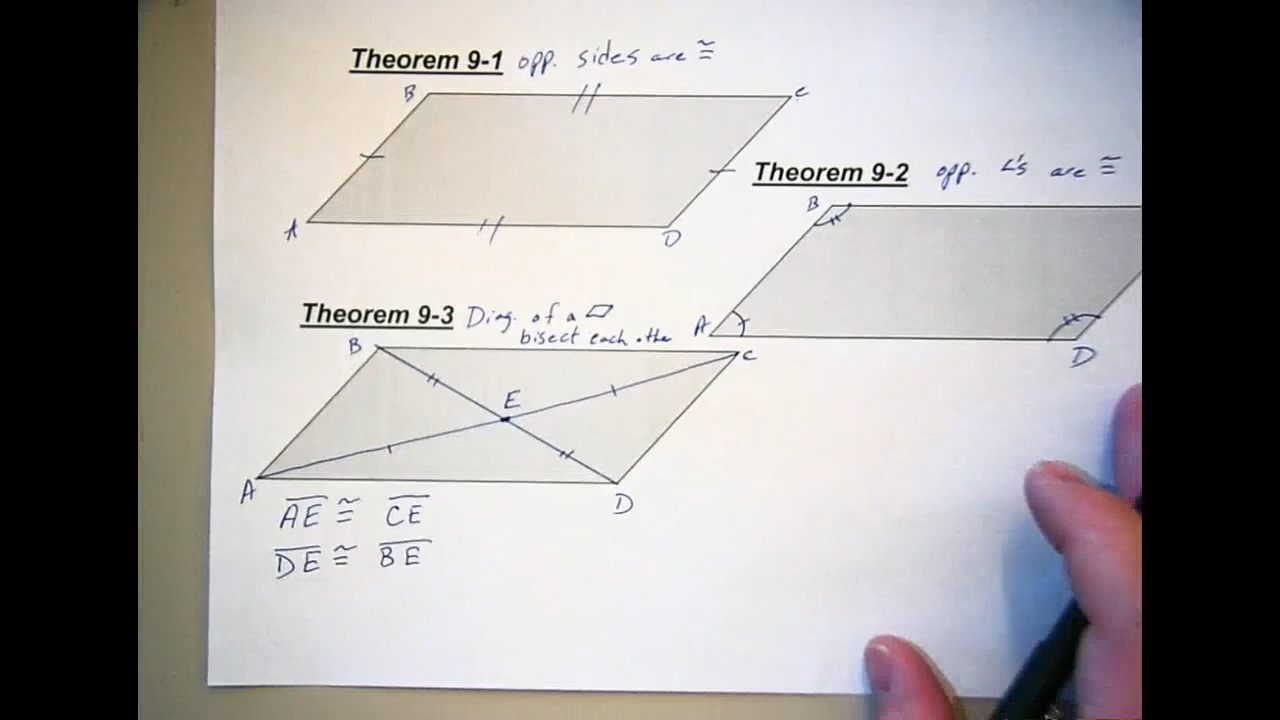 Theorem 9-1 opp. sides are ≅
B
C
A
D
Theorem 9-2 opp. ∠'s are ≅
B
A
D
Theorem 9-3 Diag. of a ▱
bisect each othe
B
C
E
A
D
AE ≅ CE
DE ≅ BE